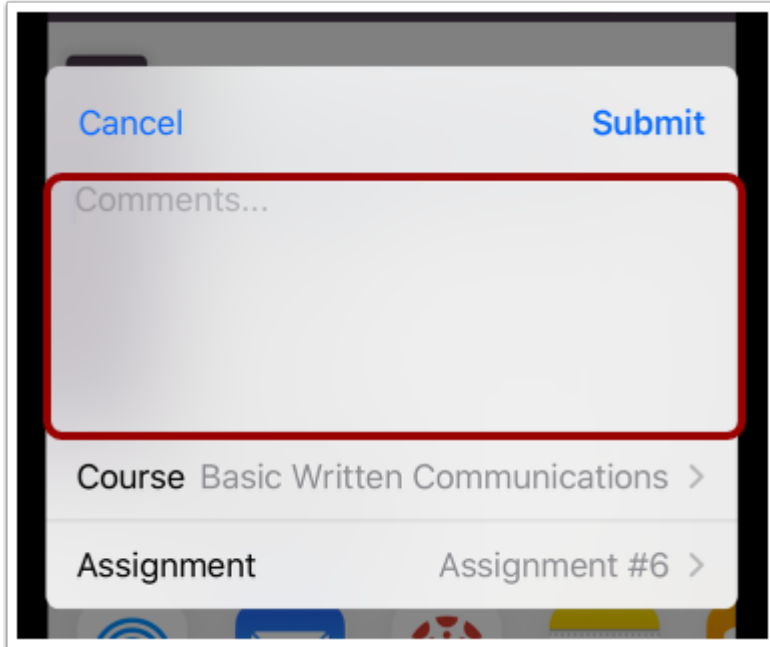 Cancel Submit
Comments...
Course Basic Written Communications
Assignment Assignment #6